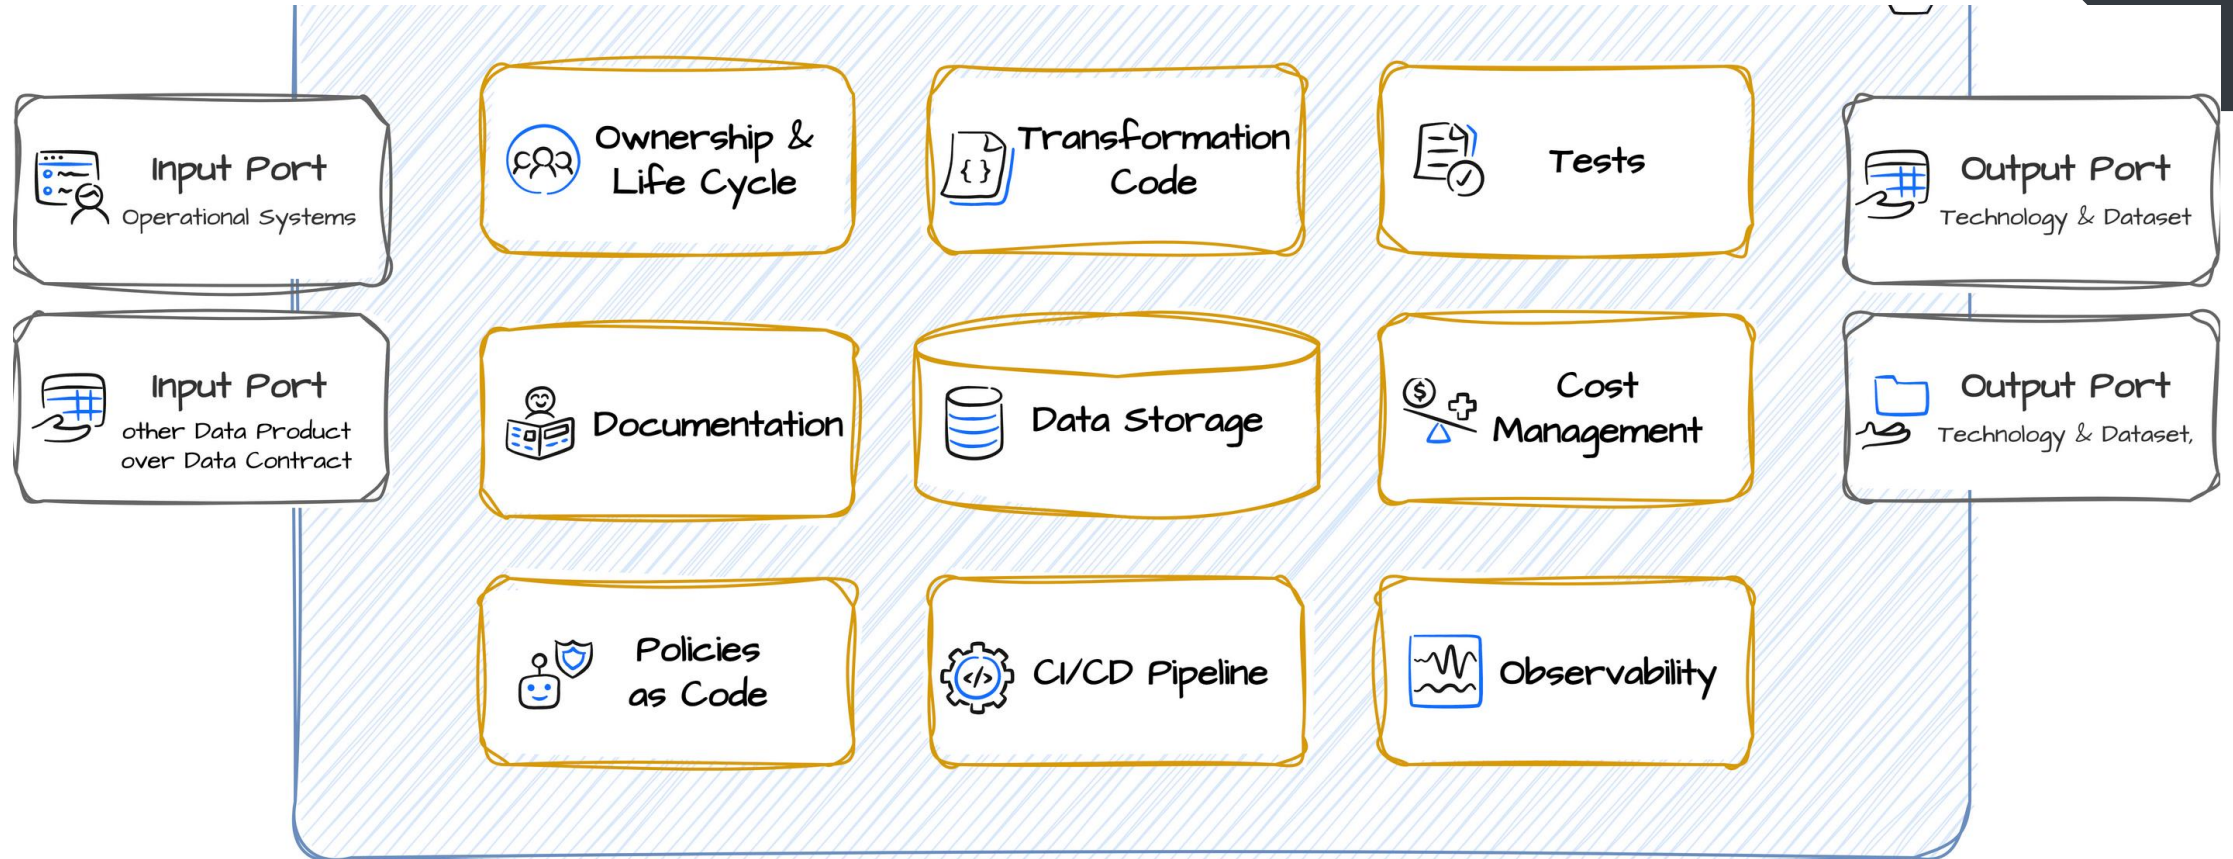 Input Port
Operational Systems
Input Port
other Data Product
over Data Contract
Ownership &
Life Cycle
Transformation
Code
Tests
Documentation
Data Storage
Cost
Management
Policies
as Code
CI/CD Pipeline
Observability
Output Port
Technology & Dataset
Output Port
Technology & Dataset,